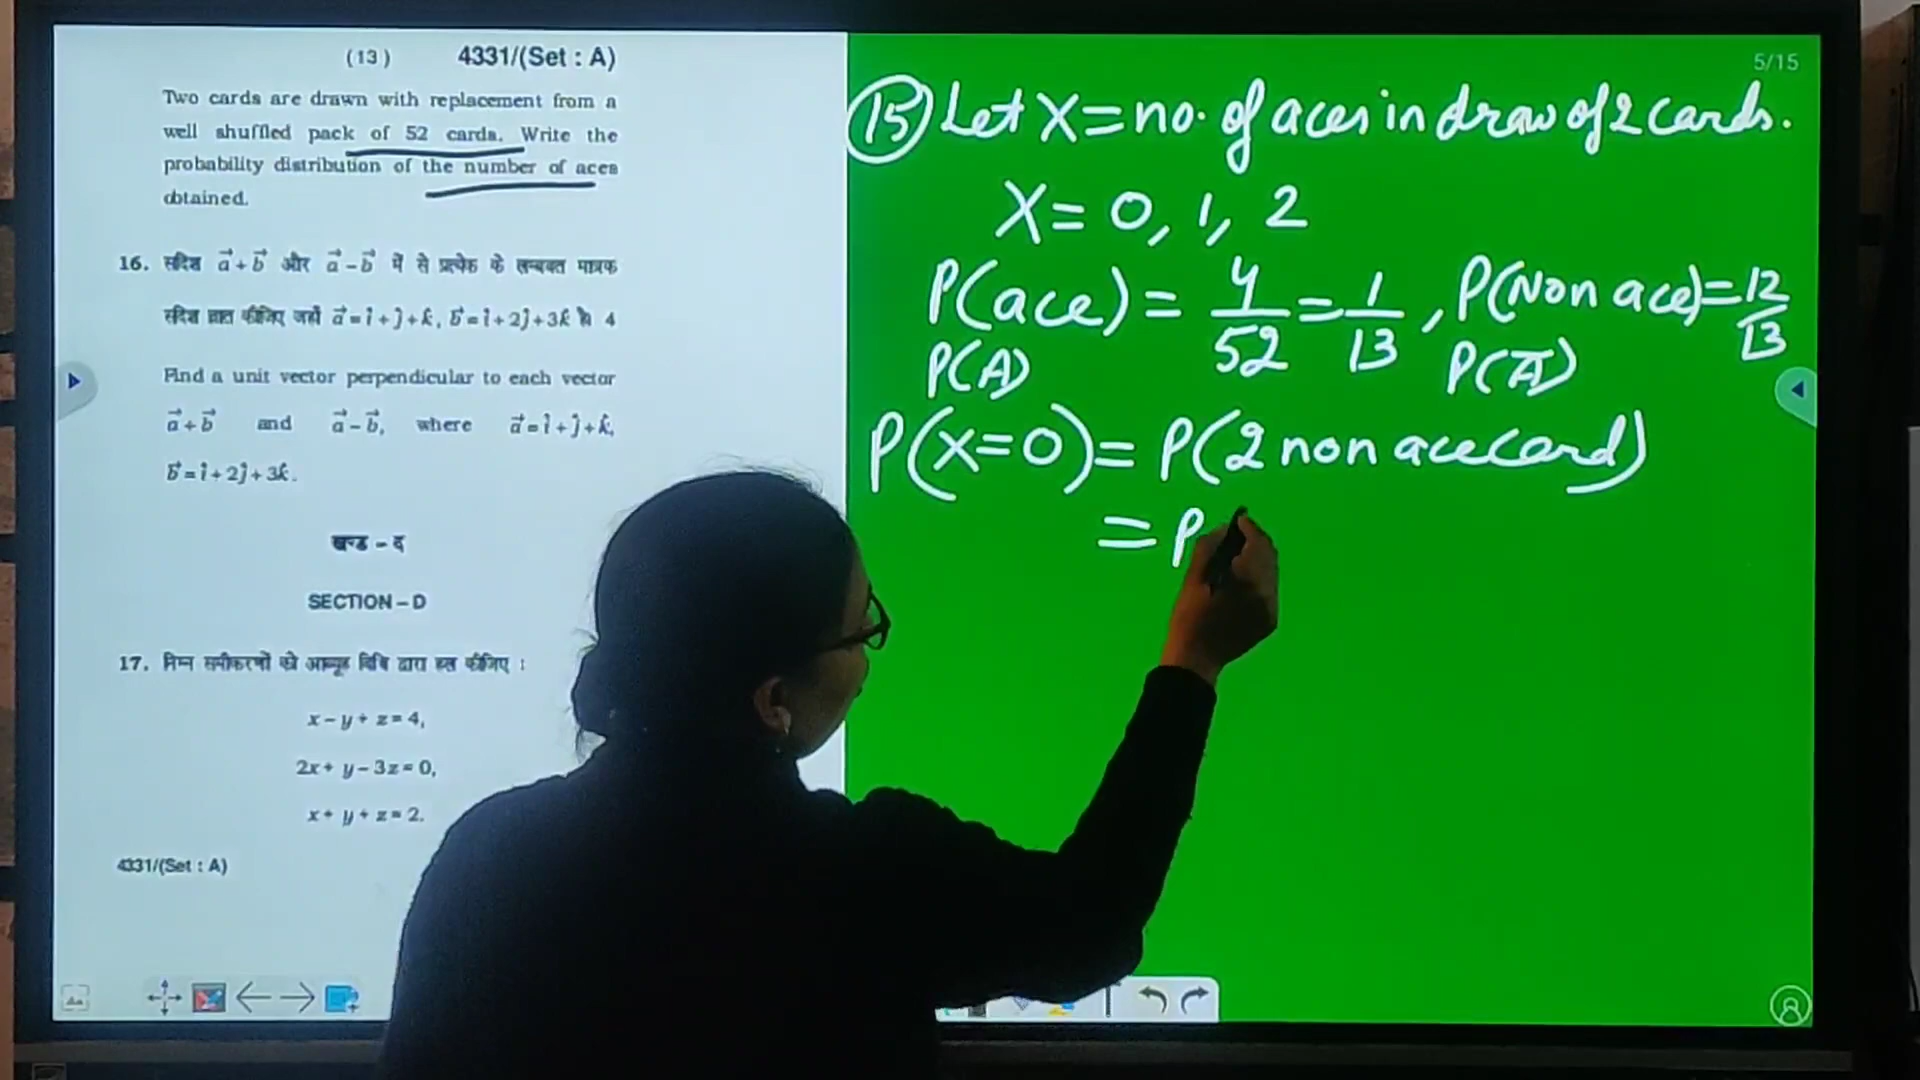 (13) 4331/(Set : A)
Two cards are drawn with replacement from a
well shuffled pack of 52 cards. Write the
probability distribution of the number of aces
obtained.
16. सदिश a⃗ + b⃗ और a⃗ − b⃗ में से प्रत्येक के लम्बवत मात्रक
सदिश ज्ञात कीजिए जहाँ a⃗ = î + ĵ + k̂, b⃗ = î + 2ĵ + 3k̂ है। 4
Find a unit vector perpendicular to each vector
a⃗ + b⃗ and a⃗ − b⃗, where a⃗ = î + ĵ + k̂,
b⃗ = î + 2ĵ + 3k̂.
खण्ड – द
SECTION – D
17. निम्न समीकरणों को आव्यूह विधि द्वारा हल कीजिए :
x − y + z = 4,
2x + y − 3z = 0,
x + y + z = 2.
4331/(Set : A)
5/15
(15) Let X = no. of aces in draw of 2 cards.
X = 0, 1, 2
P(ace) = 4/52 = 1/13, P(Non ace) = 12/13
P(A) P(A̅)
P(X=0) = P(2 non ace card)
= P